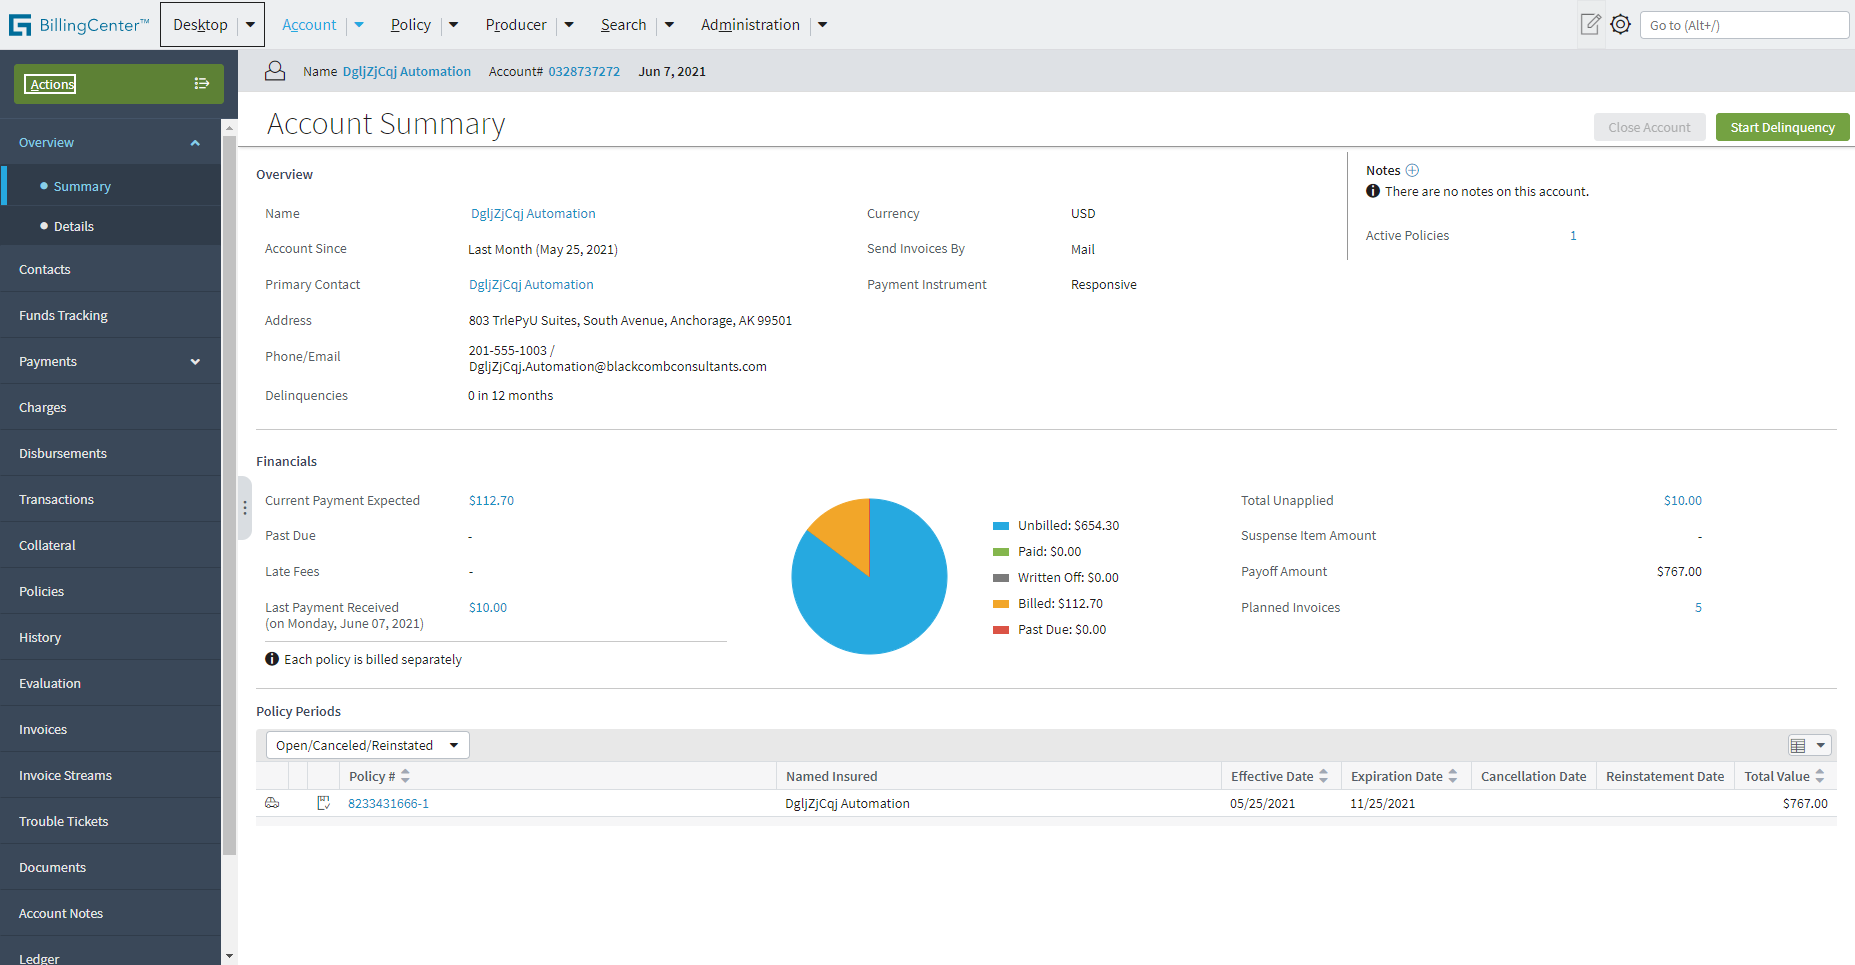 BillingCenter™ Desktop Account Policy Producer Search Administration Go to (Alt+/)
Actions
Name DgljZjCqj Automation Account# 0328737272 Jun 7, 2021
Overview
Summary
Details
Contacts
Funds Tracking
Payments
Charges
Disbursements
Transactions
Collateral
Policies
History
Evaluation
Invoices
Invoice Streams
Trouble Tickets
Documents
Account Notes
Ledger
Account Summary
Close Account Start Delinquency
Overview
Name DgljZjCqj Automation Currency USD
Account Since Last Month (May 25, 2021) Send Invoices By Mail
Primary Contact DgljZjCqj Automation Payment Instrument Responsive
Address 803 TrlePyU Suites, South Avenue, Anchorage, AK 99501
Phone/Email 201-555-1003 /
DgljZjCqj.Automation@blackcombconsultants.com
Delinquencies 0 in 12 months
Notes
There are no notes on this account.
Active Policies 1
Financials
Current Payment Expected $112.70
Past Due -
Late Fees -
Last Payment Received $10.00
(on Monday, June 07, 2021)
Each policy is billed separately
Unbilled: $654.30
Paid: $0.00
Written Off: $0.00
Billed: $112.70
Past Due: $0.00
Total Unapplied $10.00
Suspense Item Amount -
Payoff Amount $767.00
Planned Invoices 5
Policy Periods
Open/Canceled/Reinstated
Policy # Named Insured Effective Date Expiration Date Cancellation Date Reinstatement Date Total Value
8233431666-1 DgljZjCqj Automation 05/25/2021 11/25/2021 $767.00